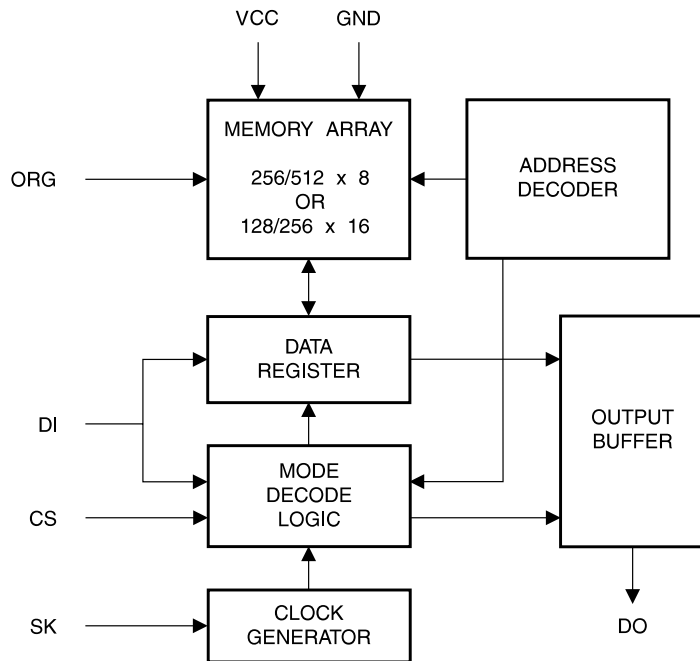 VCC GND
MEMORY ARRAY
256/512 x 8
OR
128/256 x 16
ADDRESS
DECODER
ORG
DATA
REGISTER
DI
OUTPUT
BUFFER
MODE
DECODE
LOGIC
CS
CLOCK
GENERATOR
SK
DO